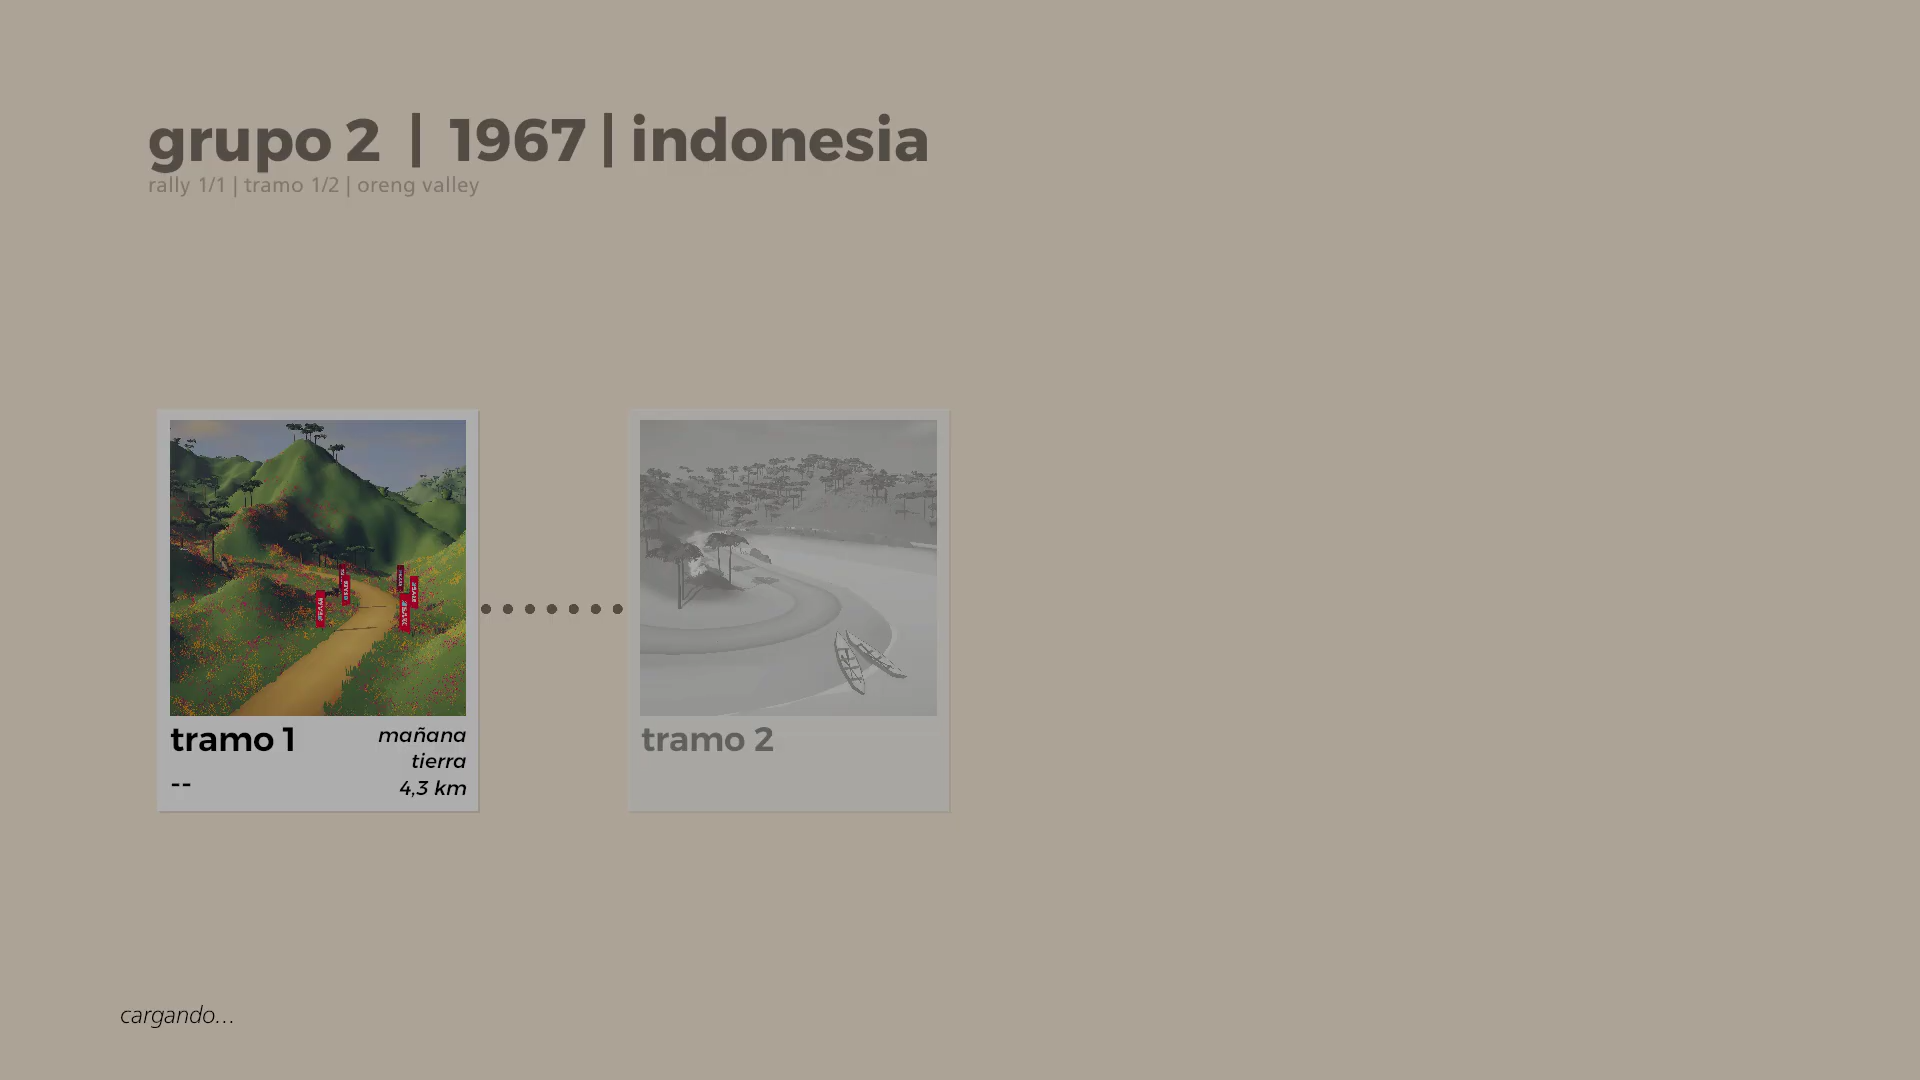 grupo 2 | 1967 | indonesia
rally 1/1 | tramo 1/2 | oreng valley
tramo 1
mañana
tierra
--
4,3 km
tramo 2
cargando...